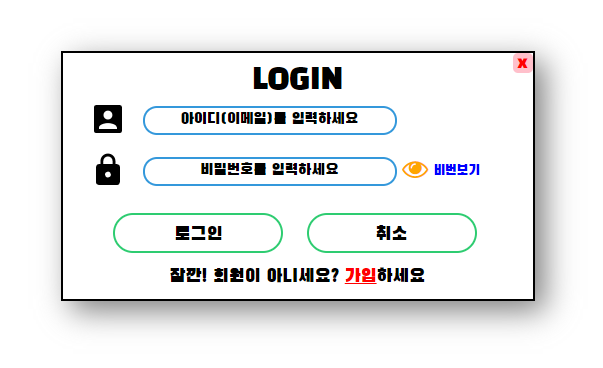 x
LOGIN
아이디(이메일)를 입력하세요
비밀번호를 입력하세요 비번보기
로그인 취소
잠깐! 회원이 아니세요? 가입하세요